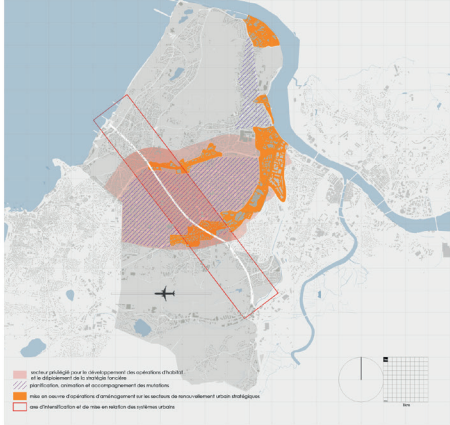 secteur privilégié pour le développement des opérations d'habitat
et le déploiement de la stratégie foncière
planification, animation et accompagnement des mutations
mise en oeuvre d'opérations d'aménagement sur les secteurs de renouvellement urbain stratégiques
axe d'intensification et de mise en relation des systèmes urbains